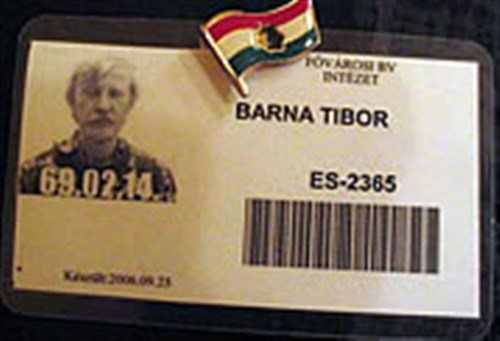 FŐVÁROSI BV
INTÉZET
BARNA TIBOR
ES-2365
69.02.14.
Készült:2006.09.25